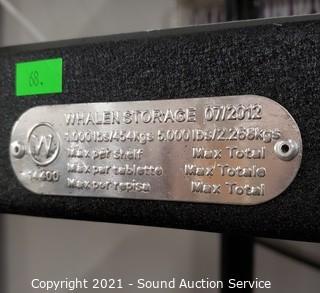 68.
WHALEN STORAGE 07/2012
1,000 lbs/454kgs 5,000 lbs/2,268kgs
Max per shelf Max Total
Max par tablette Max Totale
Max por repisa Max Total
W
Copyright 2021 - Sound Auction Service